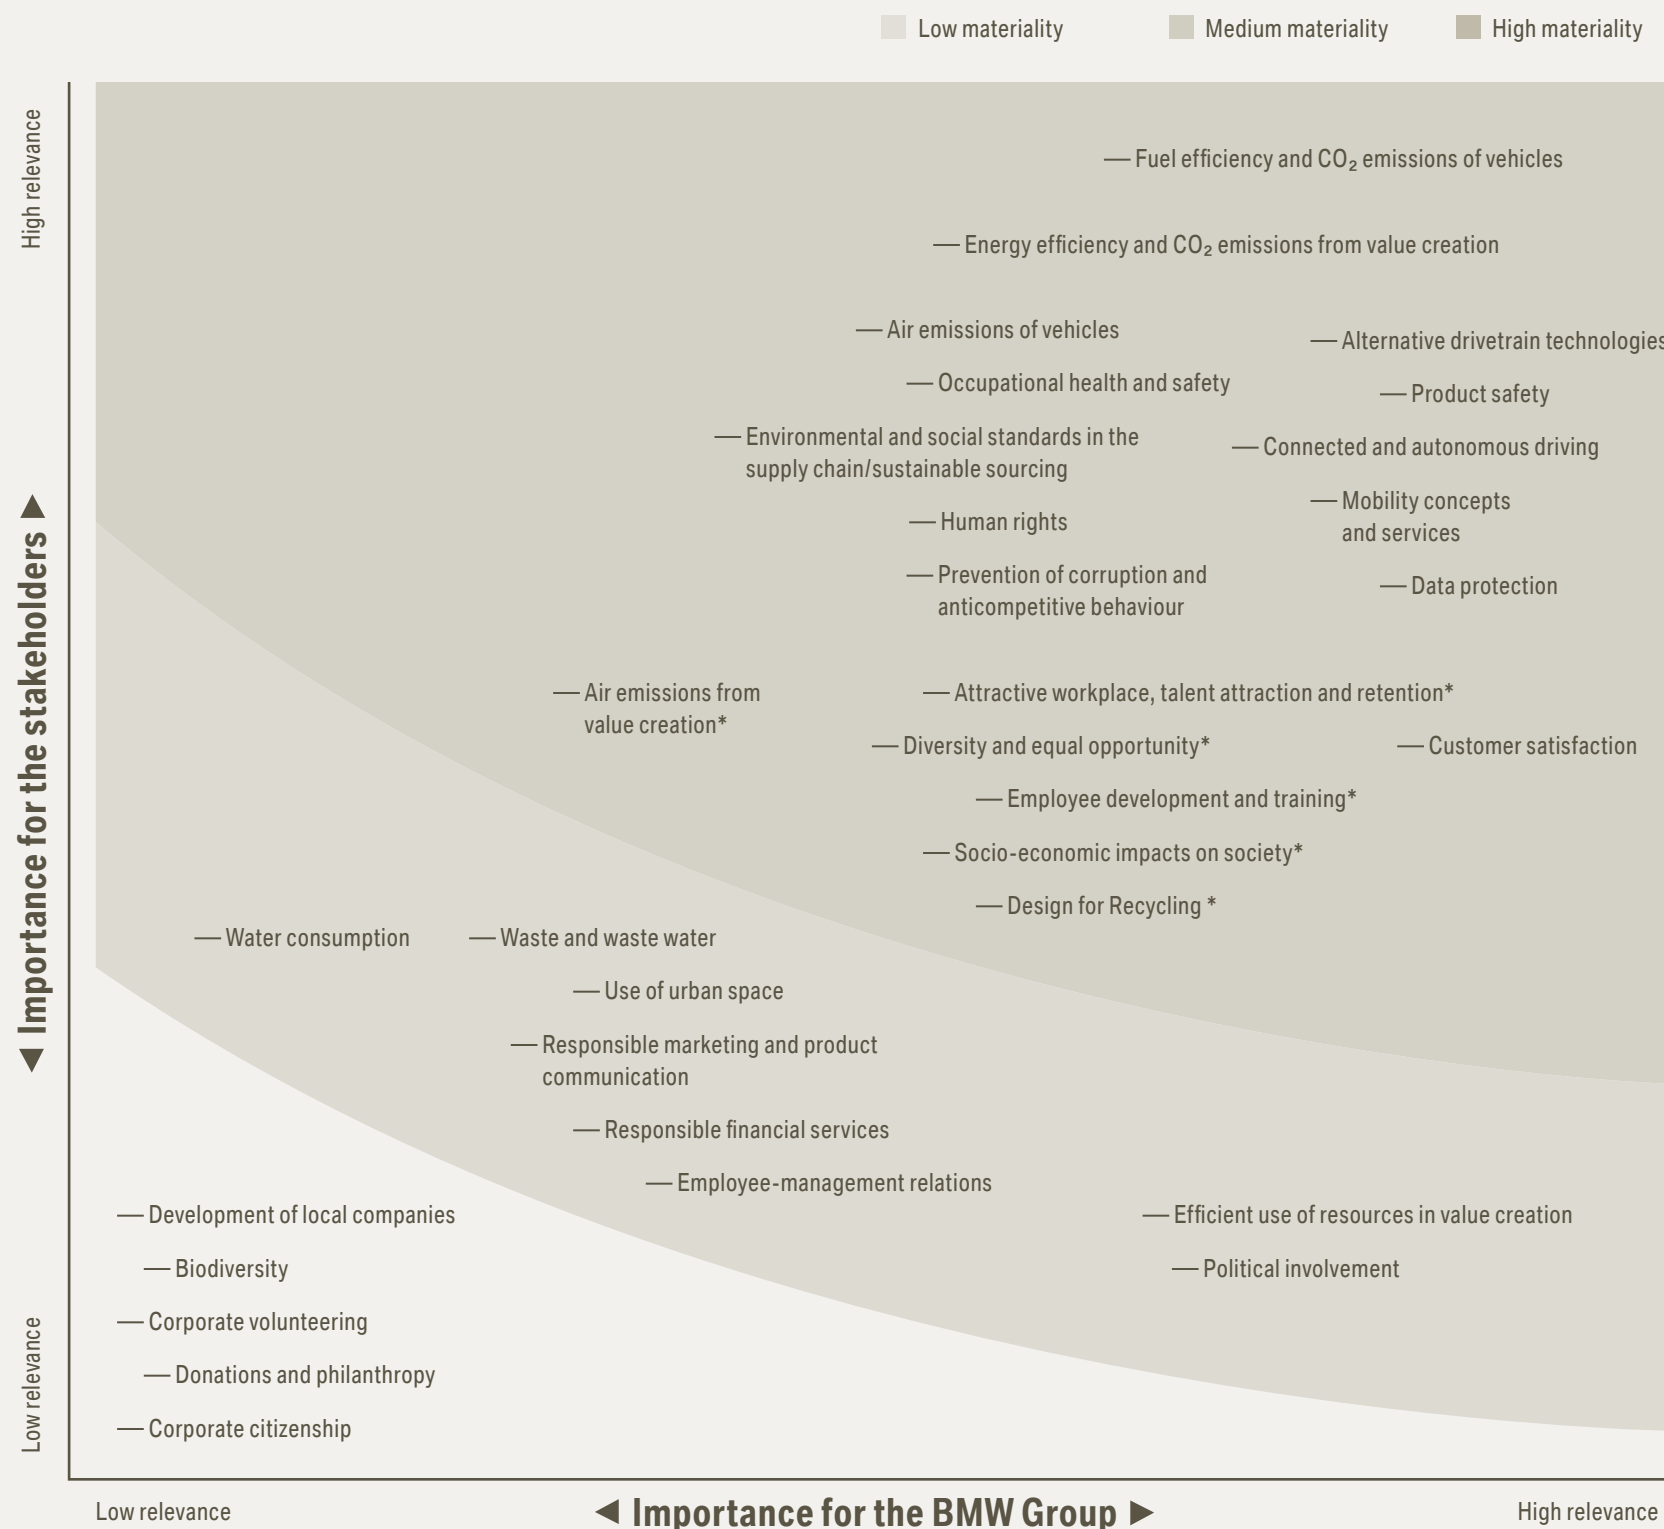 Low materiality
Medium materiality
High materiality
High relevance
Fuel efficiency and CO₂ emissions of vehicles
Energy efficiency and CO₂ emissions from value creation
Air emissions of vehicles
Alternative drivetrain technologies
Occupational health and safety
Product safety
Environmental and social standards in the
supply chain/sustainable sourcing
Connected and autonomous driving
Human rights
Mobility concepts
and services
Prevention of corruption and
anticompetitive behaviour
Data protection
Importance for the stakeholders
Air emissions from
value creation*
Attractive workplace, talent attraction and retention*
Diversity and equal opportunity*
Customer satisfaction
Employee development and training*
Socio-economic impacts on society*
Design for Recycling *
Water consumption
Waste and waste water
Use of urban space
Responsible marketing and product
communication
Responsible financial services
Employee-management relations
Development of local companies
Efficient use of resources in value creation
Biodiversity
Political involvement
Corporate volunteering
Donations and philanthropy
Corporate citizenship
Low relevance
Low relevance
Importance for the BMW Group
High relevance